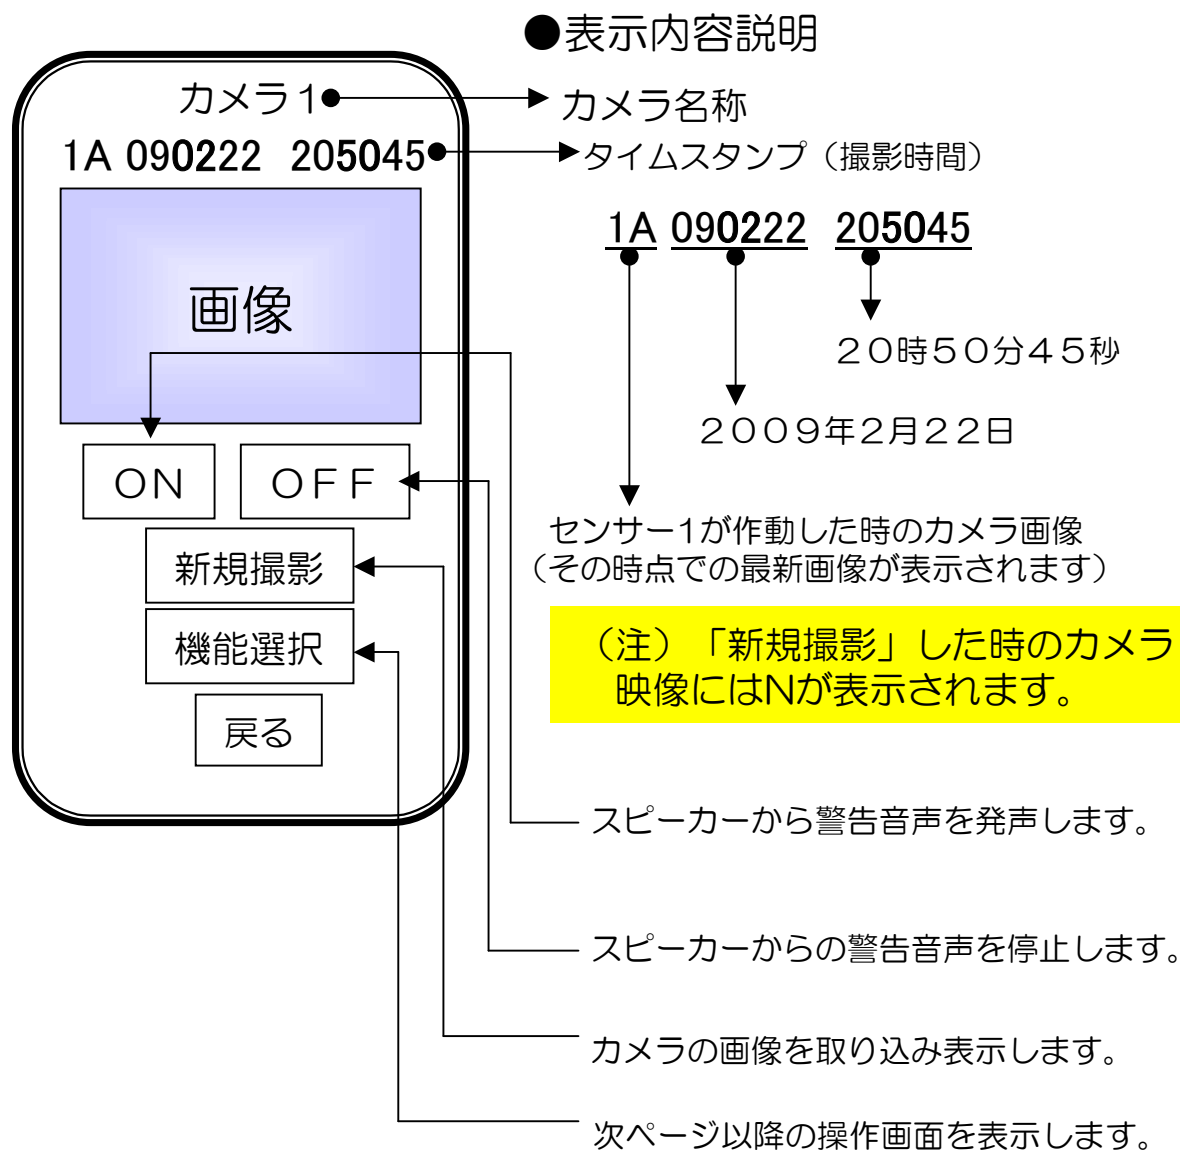 ●表示内容説明
カメラ1
カメラ名称
1A 090222 205045
タイムスタンプ（撮影時間）
1A 090222 205045
画像
20時50分45秒
2009年2月22日
ON
OFF
センサー1が作動した時のカメラ画像
（その時点での最新画像が表示されます）
新規撮影
機能選択
戻る
（注）「新規撮影」した時のカメラ
映像にはNが表示されます。
スピーカーから警告音声を発声します。
スピーカーからの警告音声を停止します。
カメラの画像を取り込み表示します。
次ページ以降の操作画面を表示します。